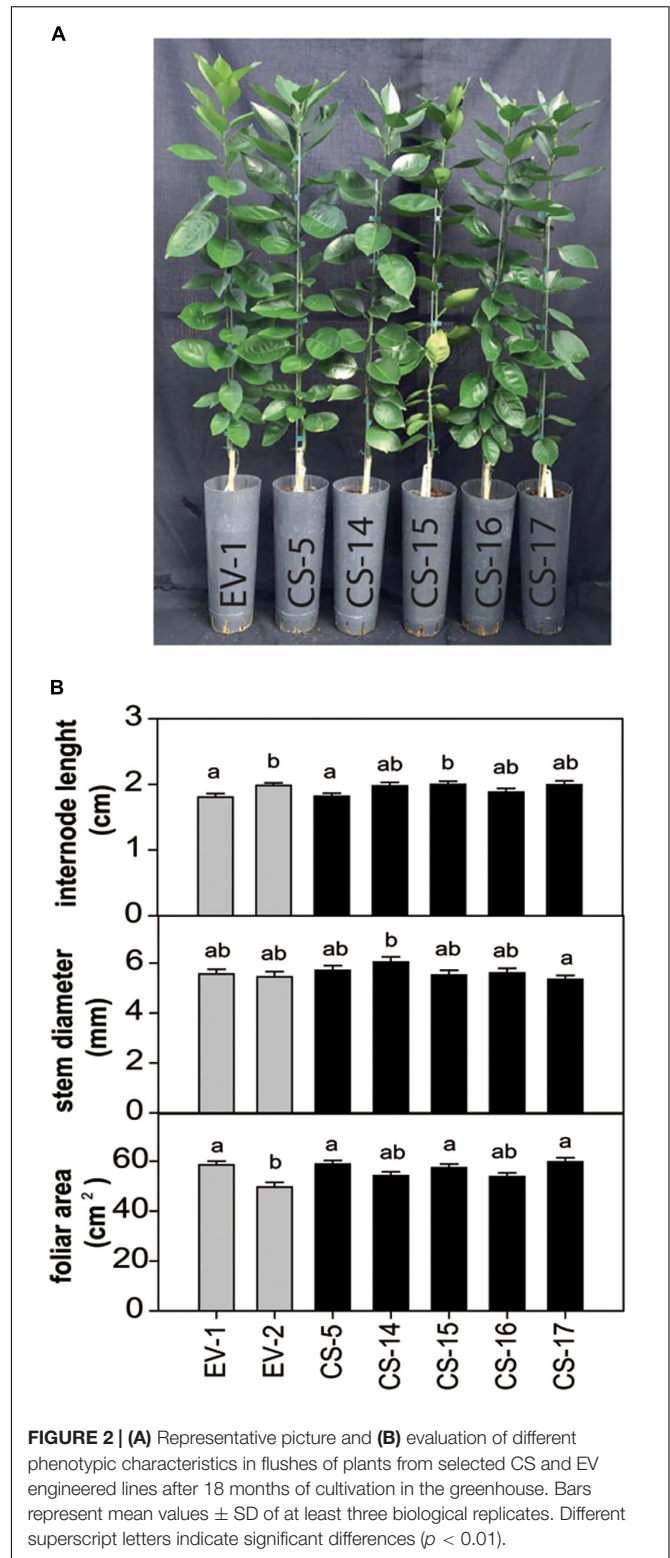 A
EV-1
CS-5
CS-14
CS-15
CS-16
CS-17
B
internode lenght
(cm)
3
2
1
0
a
b
a
ab
b
ab
ab
stem diameter
(mm)
6
4
2
0
ab
ab
ab
b
ab
ab
a
foliar area
(cm²)
60
40
20
0
a
b
a
ab
a
ab
a
EV-1
EV-2
CS-5
CS-14
CS-15
CS-16
CS-17
FIGURE 2 | (A) Representative picture and (B) evaluation of different
phenotypic characteristics in flushes of plants from selected CS and EV
engineered lines after 18 months of cultivation in the greenhouse. Bars
represent mean values ± SD of at least three biological replicates. Different
superscript letters indicate significant differences (p < 0.01).